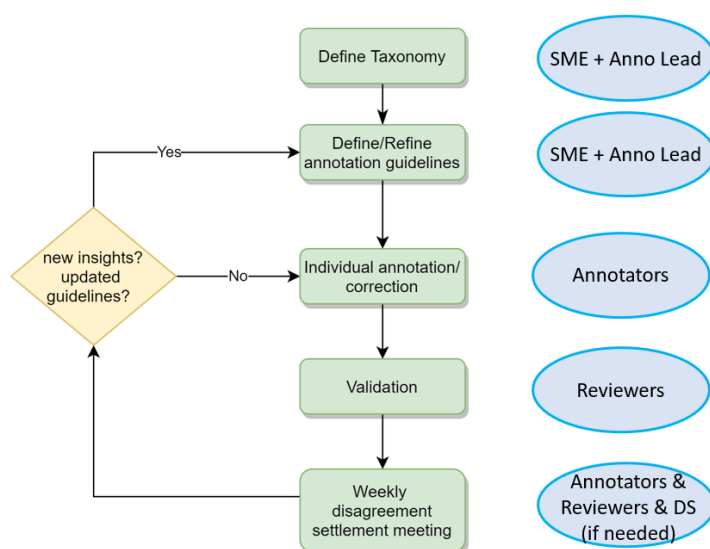 Define Taxonomy
SME + Anno Lead
Define/Refine
annotation guidelines
SME + Anno Lead
Yes
new insights?
updated
guidelines?
No
Individual annotation/
correction
Annotators
Validation
Reviewers
Weekly
disagreement
settlement meeting
Annotators &
Reviewers & DS
(if needed)